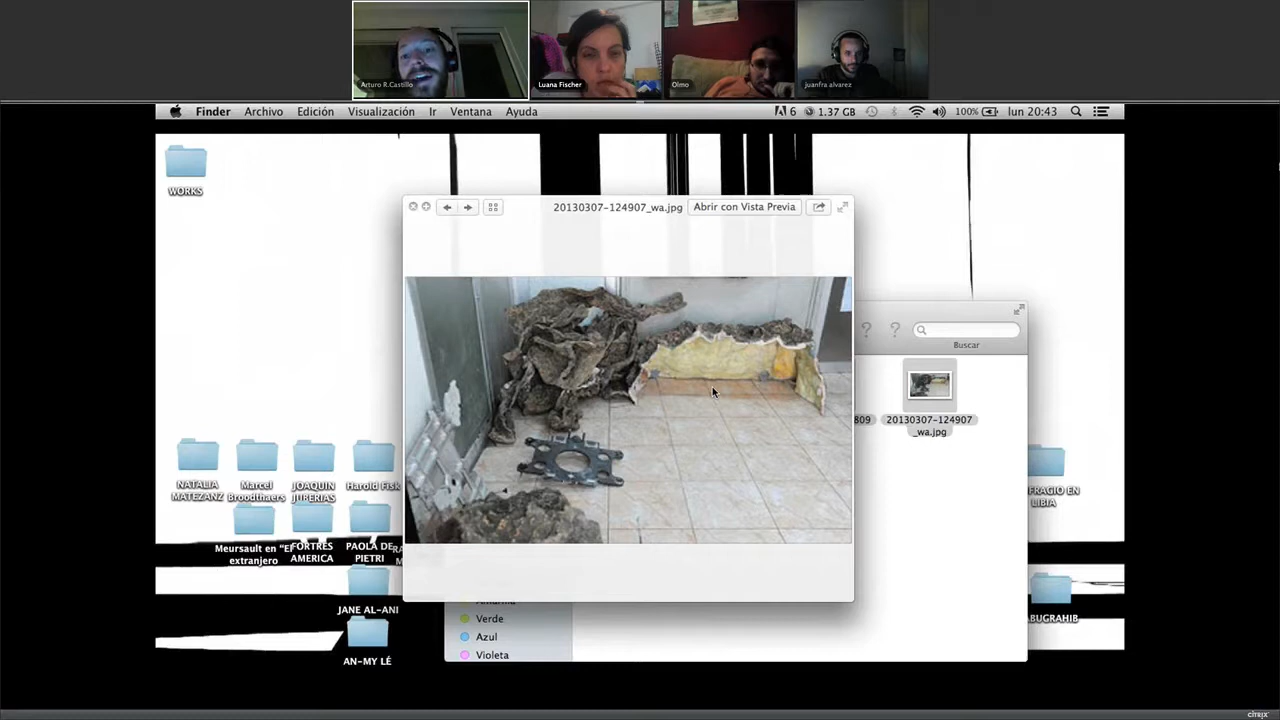 Arturo R.Castillo
Luana Fischer
Olmo
juanfra alvarez
Finder Archivo Edición Visualización Ir Ventana Ayuda
6 1.37 GB 100% lun 20:43
WORKS
20130307-124907_wa.jpg Abrir con Vista Previa
Buscar
809
20130307-124907
_wa.jpg
NATALIA
MATEZANZ
Marcel
Broodthaers
JOAQUIN
JUBERIAS
Harold Fisk
FRAGIO EN
LIBIA
Meursault en “El
extranjero
FORTRES
AMERICA
PAOLA DE
PIETRI
JANE AL-ANI
ABUGRAHIB
AN-MY LÉ
Verde
Azul
Violeta
CITRIX